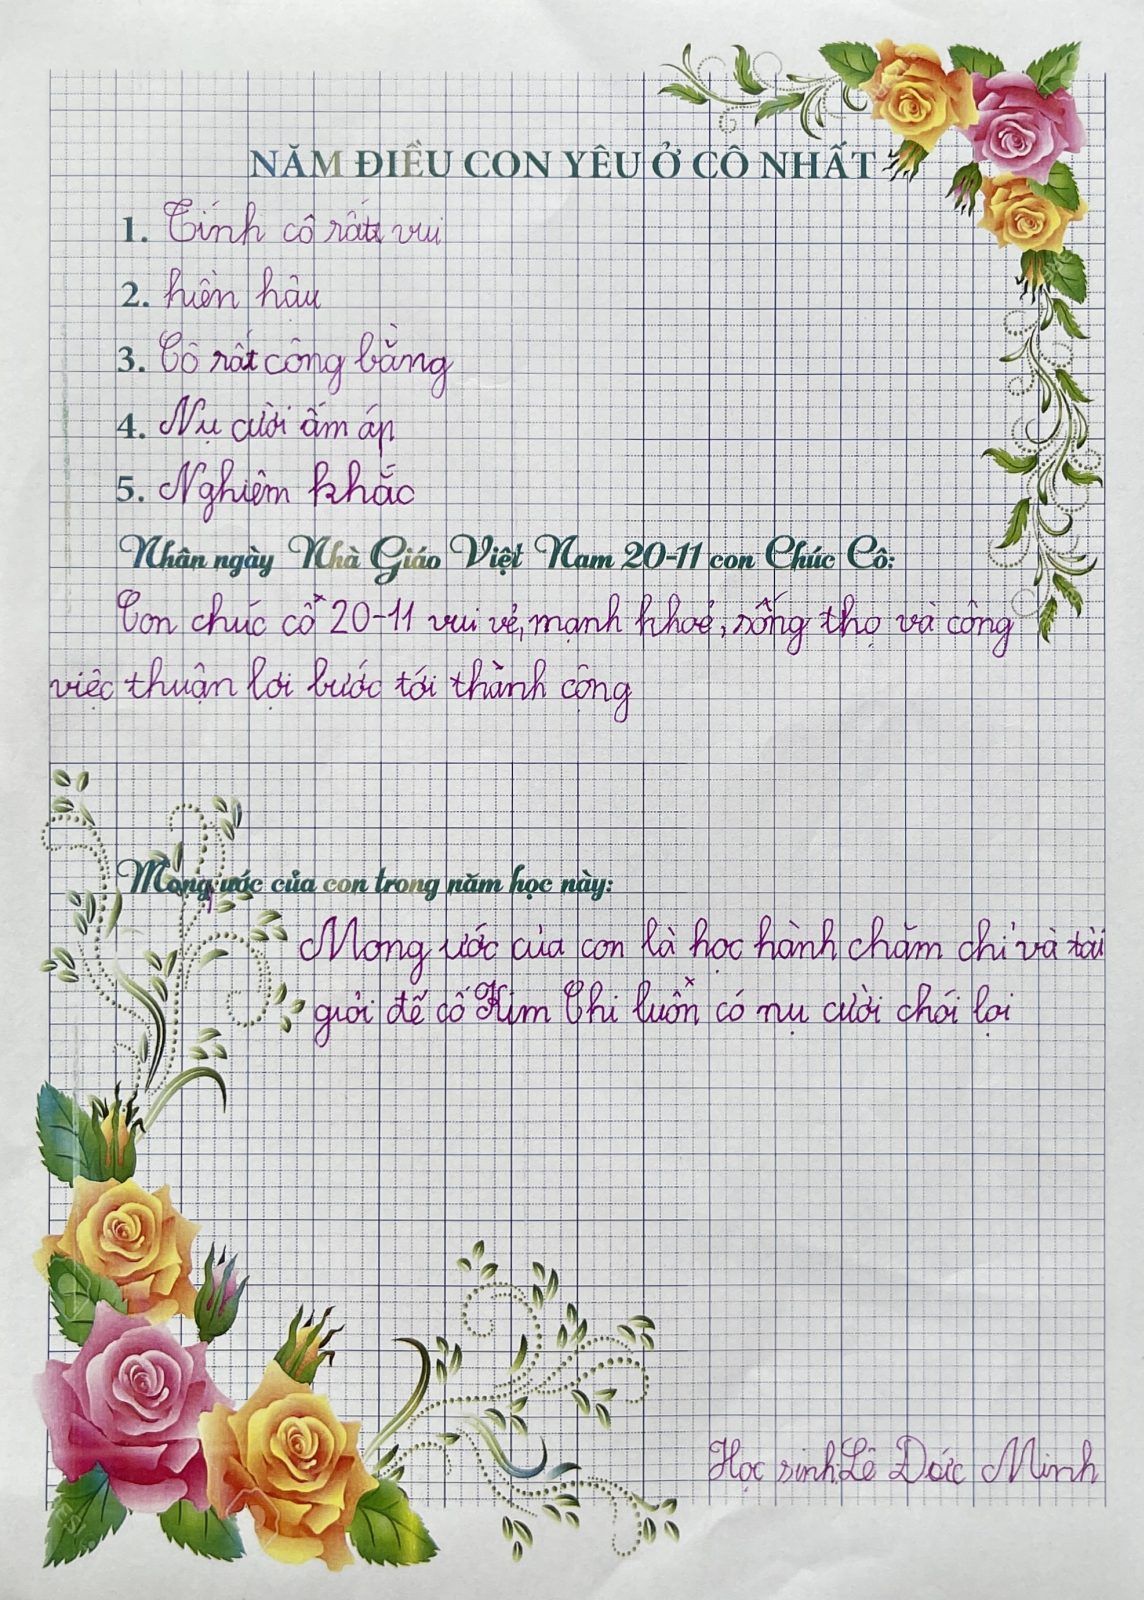 NĂM ĐIỀU CON YÊU Ở CÔ NHẤT
1. Tính cô rất vui
2. hiền hậu
3. Cô rất công bằng
4. Nụ cười ấm áp
5. Nghiêm khắc
Nhân ngày Nhà Giáo Việt Nam 20-11 con Chúc Cô:
Con chúc cô 20-11 vui vẻ, mạnh khoẻ, sống thọ và công
việc thuận lợi bước tới thành công
Mong ước của con trong năm học này:
Mong ước của con là học hành chăm chỉ và tài
giỏi để cô Kim Chi luôn có nụ cười chói lọi
Học sinh: Lê Đức Minh